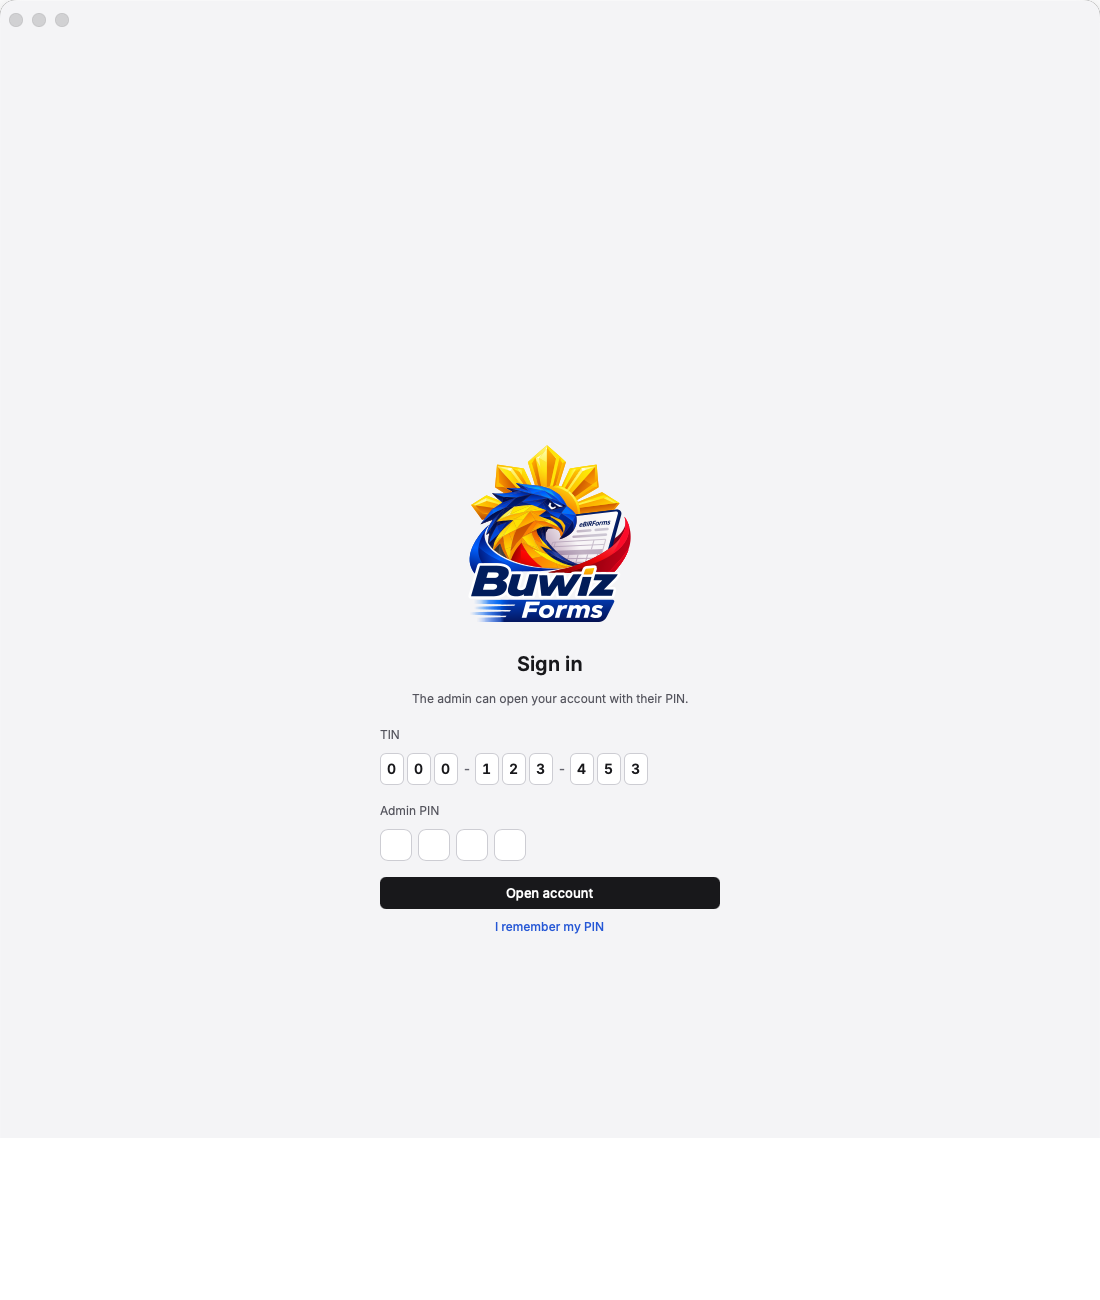 eBIRForms
Buwiz
Forms
Sign in
The admin can open your account with their PIN.
TIN
0 0 0 - 1 2 3 - 4 5 3
Admin PIN
Open account
I remember my PIN